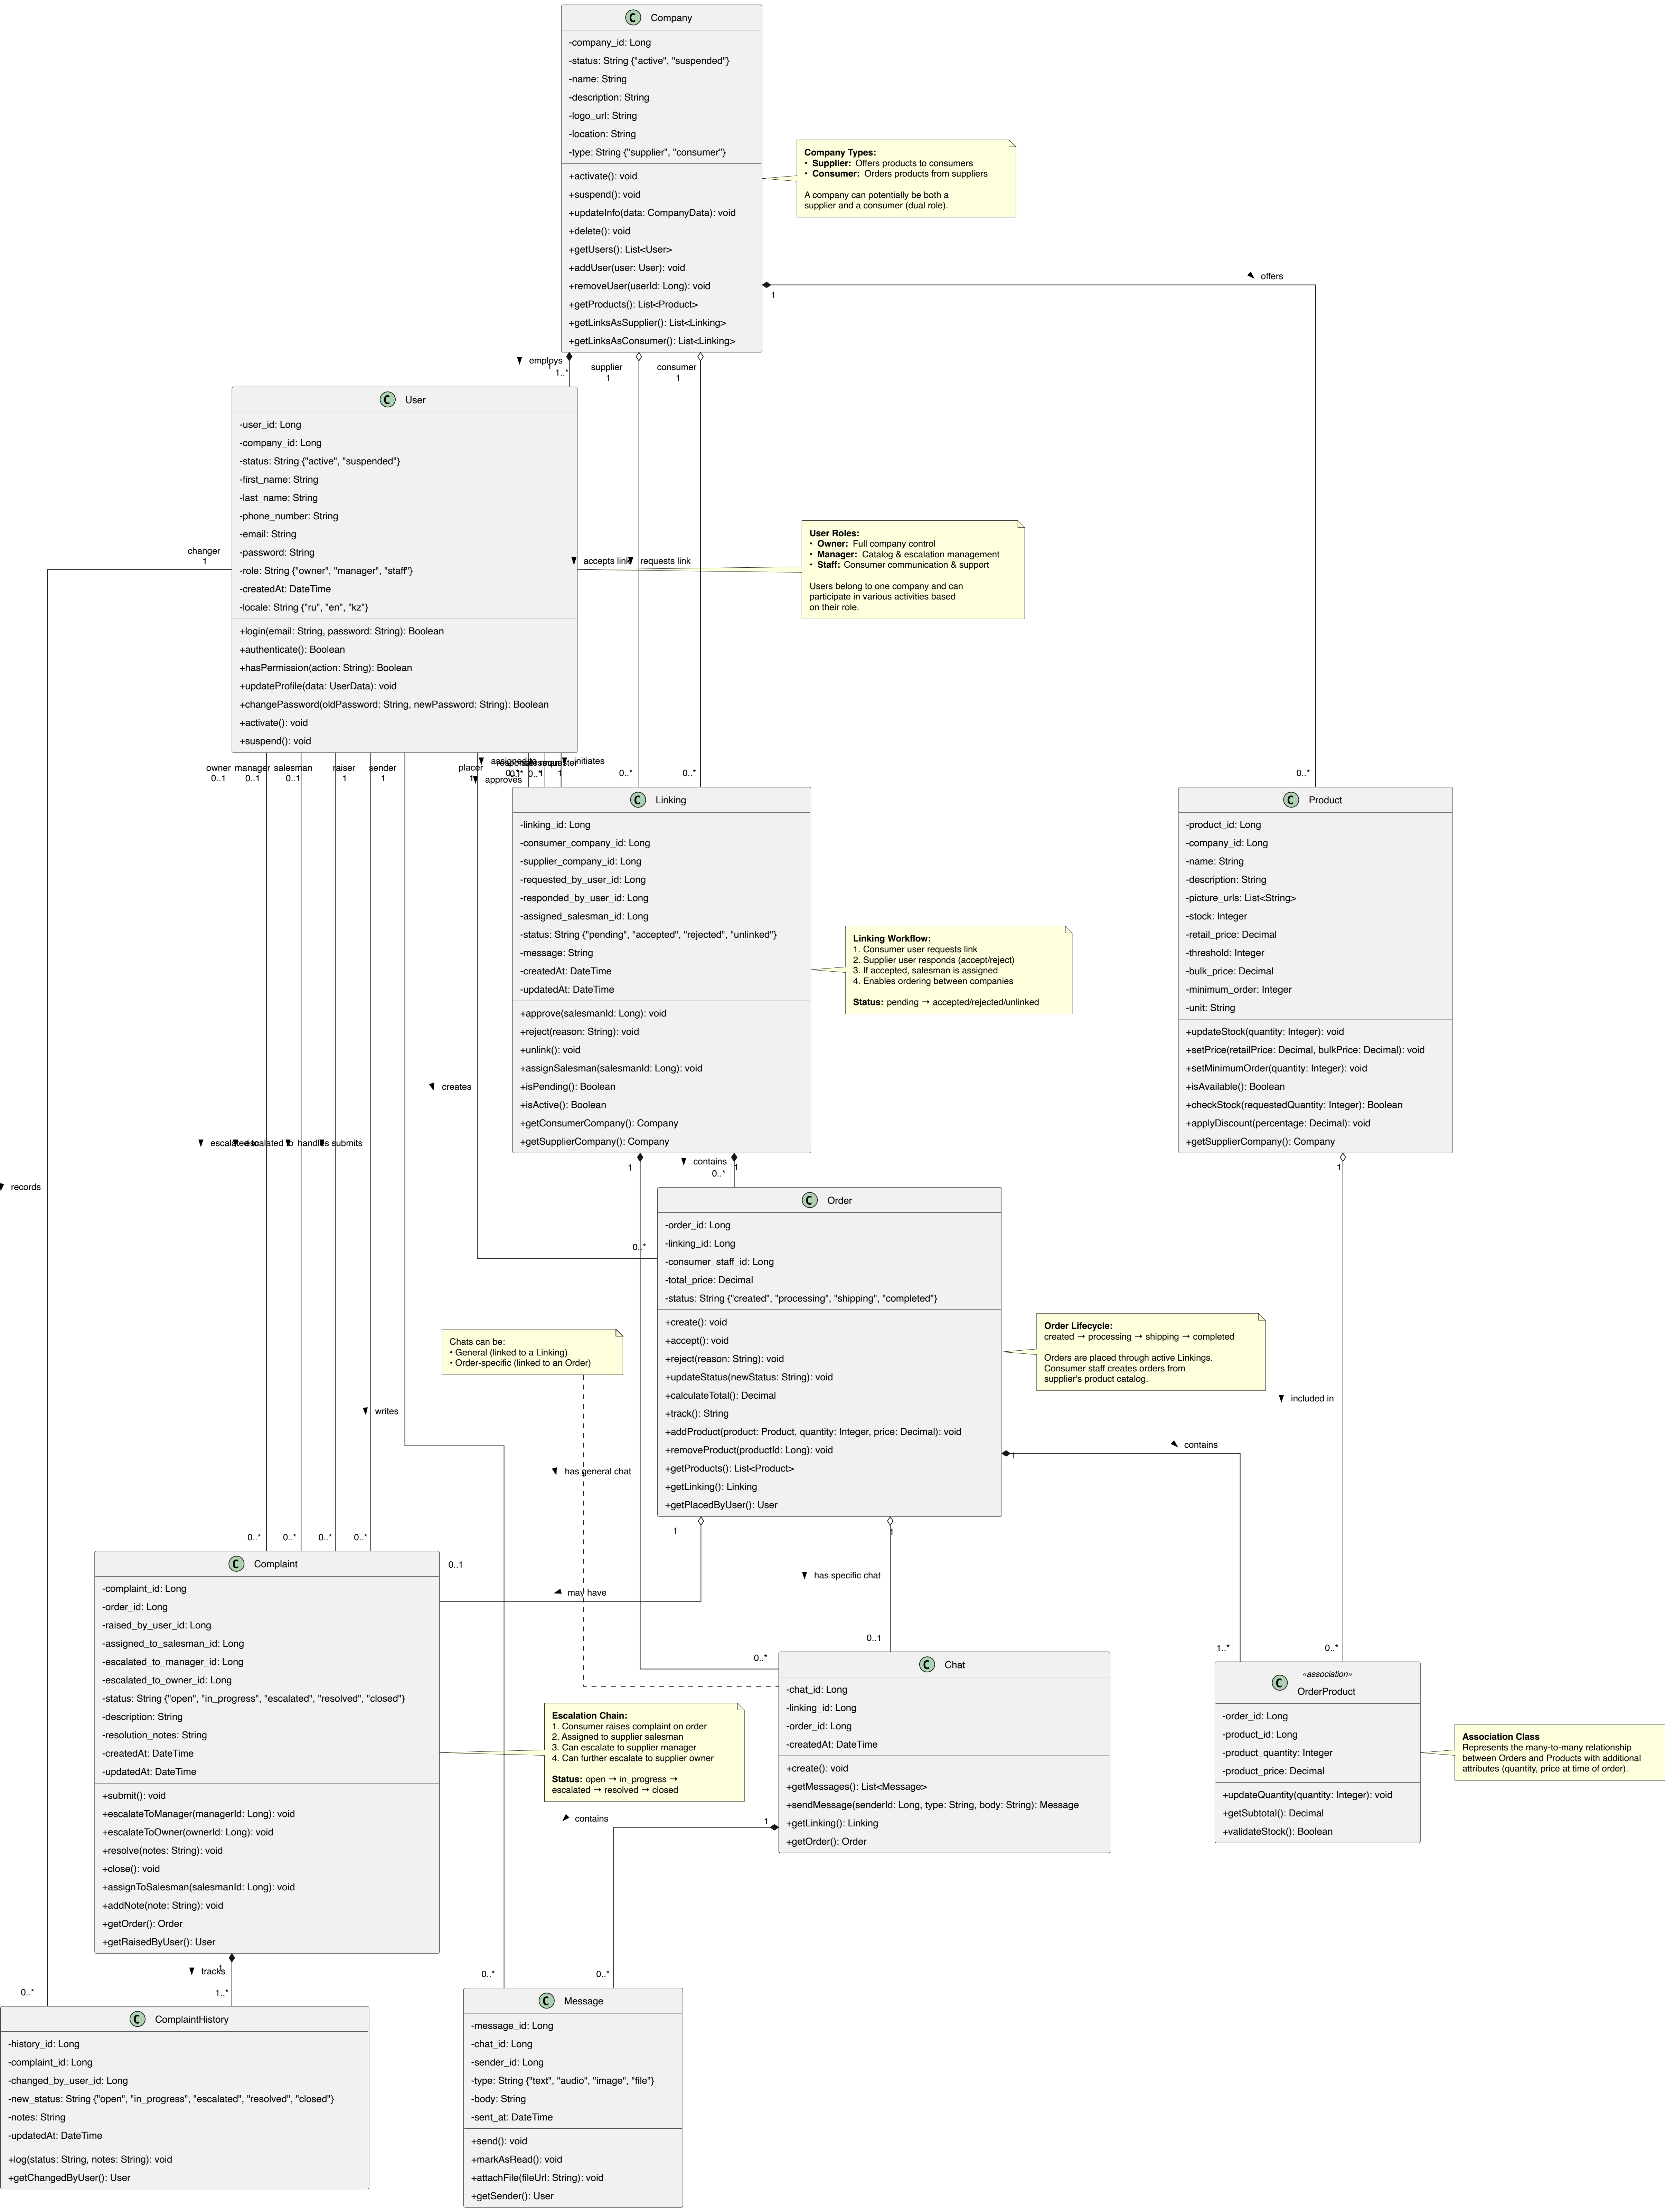 Company
-company_id: Long
-status: String {"active", "suspended"}
-name: String
-description: String
-logo_url: String
-location: String
-type: String {"supplier", "consumer"}
+activate(): void
+suspend(): void
+updateInfo(data: CompanyData): void
+delete(): void
+getUsers(): List<User>
+addUser(user: User): void
+removeUser(userId: Long): void
+getProducts(): List<Product>
+getLinksAsSupplier(): List<Linking>
+getLinksAsConsumer(): List<Linking>
Company Types:
• Supplier: Offers products to consumers
• Consumer: Orders products from suppliers
A company can potentially be both a
supplier and a consumer (dual role).
offers
1
employs
1
1..*
supplier
1
consumer
1
User
-user_id: Long
-company_id: Long
-status: String {"active", "suspended"}
-first_name: String
-last_name: String
-phone_number: String
-email: String
-password: String
-role: String {"owner", "manager", "staff"}
-createdAt: DateTime
-locale: String {"ru", "en", "kz"}
+login(email: String, password: String): Boolean
+authenticate(): Boolean
+hasPermission(action: String): Boolean
+updateProfile(data: UserData): void
+changePassword(oldPassword: String, newPassword: String): Boolean
+activate(): void
+suspend(): void
changer
1
accepts link
requests link
User Roles:
• Owner: Full company control
• Manager: Catalog & escalation management
• Staff: Consumer communication & support
Users belong to one company and can
participate in various activities based
on their role.
owner
0..1
manager
0..1
salesman
0..1
raiser
1
sender
1
placer
1
approves
initiates
0..*
0..*
0..*
Linking
-linking_id: Long
-consumer_company_id: Long
-supplier_company_id: Long
-requested_by_user_id: Long
-responded_by_user_id: Long
-assigned_salesman_id: Long
-status: String {"pending", "accepted", "rejected", "unlinked"}
-message: String
-createdAt: DateTime
-updatedAt: DateTime
+approve(salesmanId: Long): void
+reject(reason: String): void
+unlink(): void
+assignSalesman(salesmanId: Long): void
+isPending(): Boolean
+isActive(): Boolean
+getConsumerCompany(): Company
+getSupplierCompany(): Company
Linking Workflow:
1. Consumer user requests link
2. Supplier user responds (accept/reject)
3. If accepted, salesman is assigned
4. Enables ordering between companies
Status: pending → accepted/rejected/unlinked
Product
-product_id: Long
-company_id: Long
-name: String
-description: String
-picture_urls: List<String>
-stock: Integer
-retail_price: Decimal
-threshold: Integer
-bulk_price: Decimal
-minimum_order: Integer
-unit: String
+updateStock(quantity: Integer): void
+setPrice(retailPrice: Decimal, bulkPrice: Decimal): void
+setMinimumOrder(quantity: Integer): void
+isAvailable(): Boolean
+checkStock(requestedQuantity: Integer): Boolean
+applyDiscount(percentage: Decimal): void
+getSupplierCompany(): Company
creates
escalated to
escalated to
handles
submits
records
1
contains
1
0..*
1
Order
-order_id: Long
-linking_id: Long
-consumer_staff_id: Long
-total_price: Decimal
-status: String {"created", "processing", "shipping", "completed"}
+create(): void
+accept(): void
+reject(reason: String): void
+updateStatus(newStatus: String): void
+calculateTotal(): Decimal
+track(): String
+addProduct(product: Product, quantity: Integer, price: Decimal): void
+removeProduct(productId: Long): void
+getProducts(): List<Product>
+getLinking(): Linking
+getPlacedByUser(): User
0..*
Order Lifecycle:
created → processing → shipping → completed
Orders are placed through active Linkings.
Consumer staff creates orders from
supplier's product catalog.
Chats can be:
• General (linked to a Linking)
• Order-specific (linked to an Order)
included in
writes
has general chat
1
contains
0..*
0..*
0..*
0..*
1
1
Complaint
-complaint_id: Long
-order_id: Long
-raised_by_user_id: Long
-assigned_to_salesman_id: Long
-escalated_to_manager_id: Long
-escalated_to_owner_id: Long
-status: String {"open", "in_progress", "escalated", "resolved", "closed"}
-description: String
-resolution_notes: String
-createdAt: DateTime
-updatedAt: DateTime
+submit(): void
+escalateToManager(managerId: Long): void
+escalateToOwner(ownerId: Long): void
+resolve(notes: String): void
+close(): void
+assignToSalesman(salesmanId: Long): void
+addNote(note: String): void
+getOrder(): Order
+getRaisedByUser(): User
0..1
may have
has specific chat
0..1
0..*
1..*
0..*
Chat
-chat_id: Long
-linking_id: Long
-order_id: Long
-createdAt: DateTime
+create(): void
+getMessages(): List<Message>
+sendMessage(senderId: Long, type: String, body: String): Message
+getLinking(): Linking
+getOrder(): Order
«association»
OrderProduct
-order_id: Long
-product_id: Long
-product_quantity: Integer
-product_price: Decimal
+updateQuantity(quantity: Integer): void
+getSubtotal(): Decimal
+validateStock(): Boolean
Association Class
Represents the many-to-many relationship
between Orders and Products with additional
attributes (quantity, price at time of order).
Escalation Chain:
1. Consumer raises complaint on order
2. Assigned to supplier salesman
3. Can escalate to supplier manager
4. Can further escalate to supplier owner
Status: open → in_progress →
escalated → resolved → closed
contains
1
tracks
1
0..*
1..*
0..*
0..*
ComplaintHistory
-history_id: Long
-complaint_id: Long
-changed_by_user_id: Long
-new_status: String {"open", "in_progress", "escalated", "resolved", "closed"}
-notes: String
-updatedAt: DateTime
+log(status: String, notes: String): void
+getChangedByUser(): User
Message
-message_id: Long
-chat_id: Long
-sender_id: Long
-type: String {"text", "audio", "image", "file"}
-body: String
-sent_at: DateTime
+send(): void
+markAsRead(): void
+attachFile(fileUrl: String): void
+getSender(): User